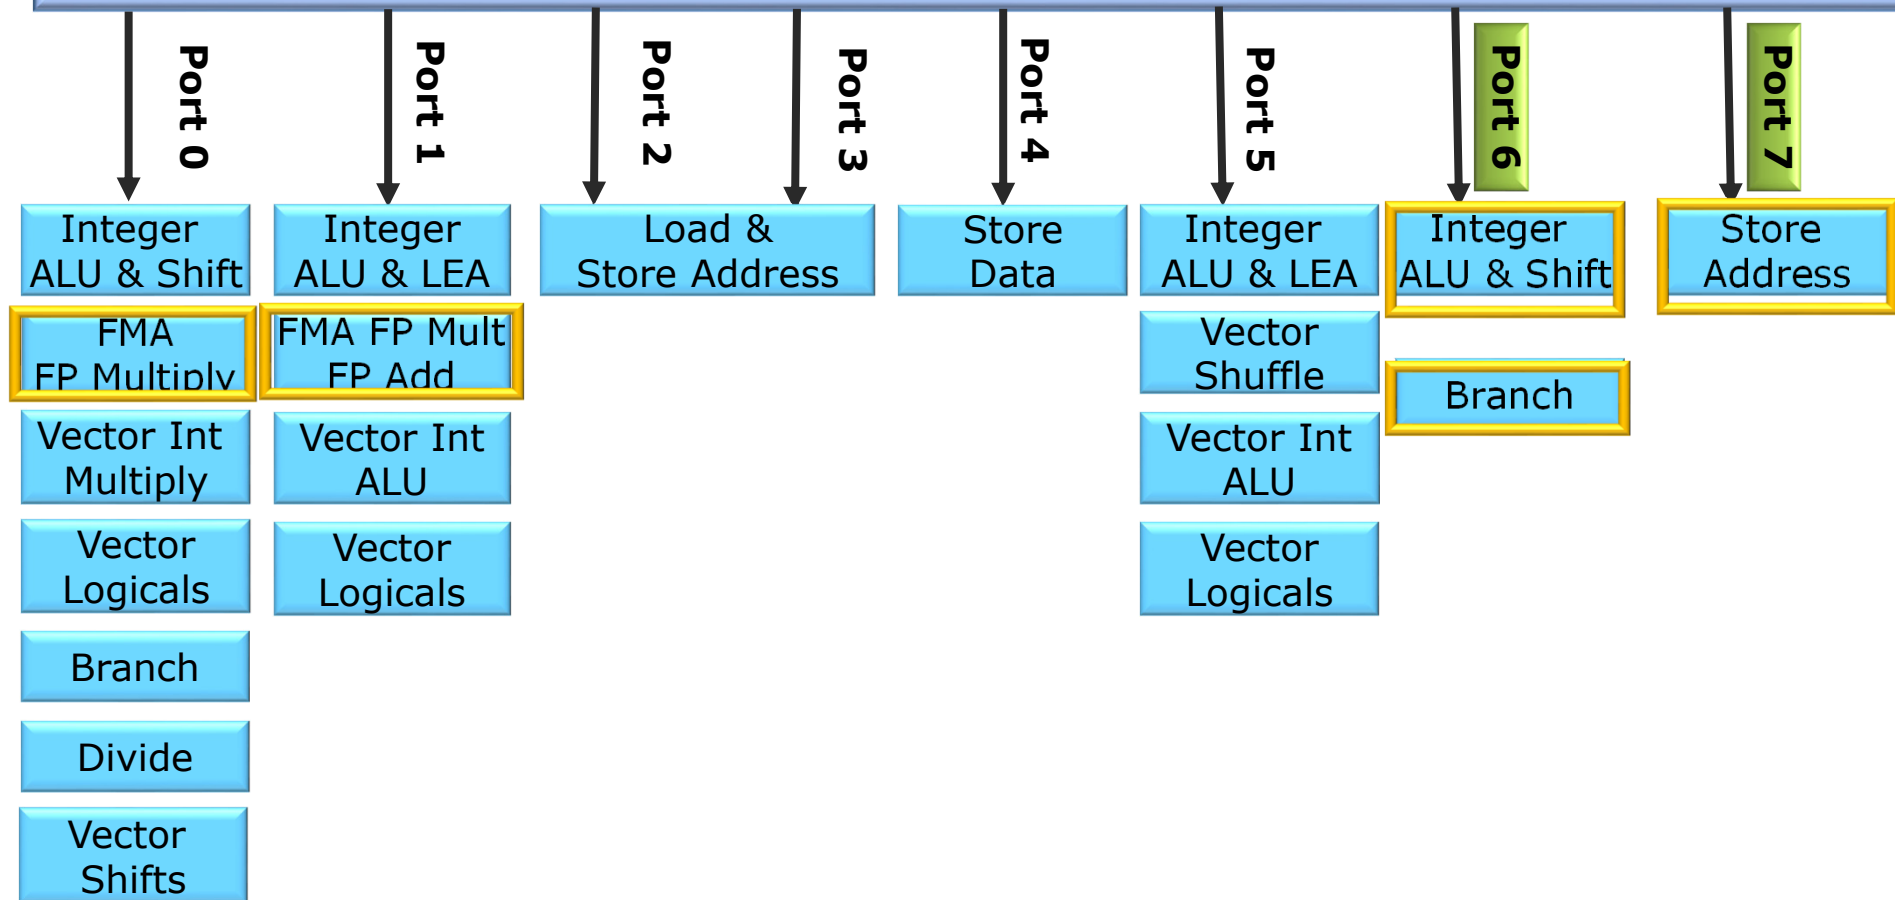 Port 0
Port 1
Port 2
Port 3
Port 4
Port 5
Port 6
Port 7
Integer
ALU & Shift
FMA
FP Multiply
Vector Int
Multiply
Vector
Logicals
Branch
Divide
Vector
Shifts
Integer
ALU & LEA
FMA FP Mult
FP Add
Vector Int
ALU
Vector
Logicals
Load &
Store Address
Store
Data
Integer
ALU & LEA
Vector
Shuffle
Vector Int
ALU
Vector
Logicals
Integer
ALU & Shift
Branch
Store
Address